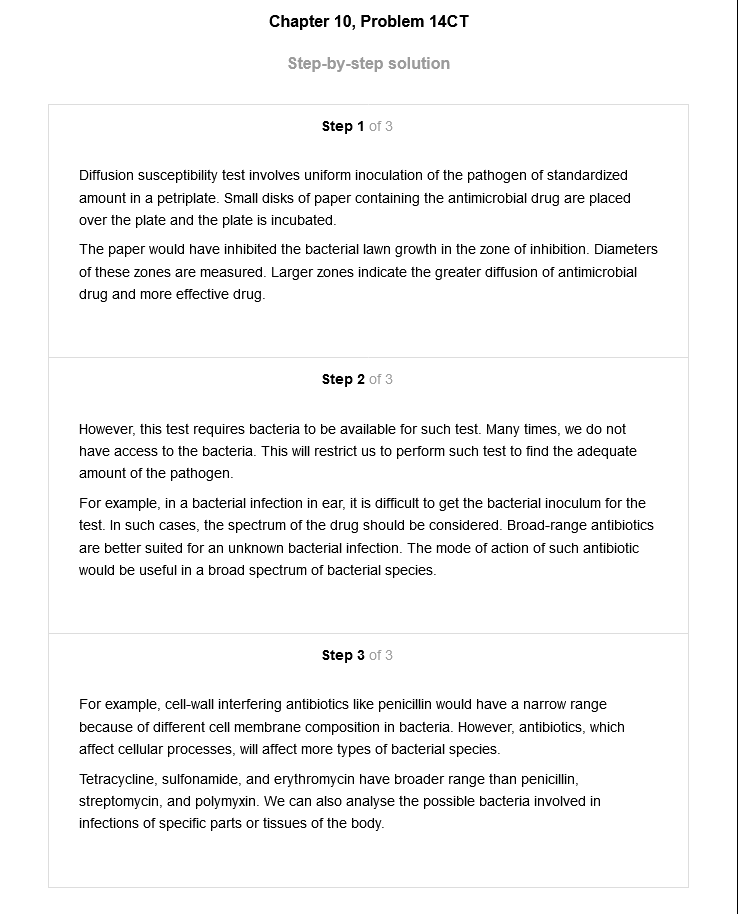 Chapter 10, Problem 14CT
Step-by-step solution
Step 1 of 3
Diffusion susceptibility test involves uniform inoculation of the pathogen of standardized
amount in a petriplate. Small disks of paper containing the antimicrobial drug are placed
over the plate and the plate is incubated.
The paper would have inhibited the bacterial lawn growth in the zone of inhibition. Diameters
of these zones are measured. Larger zones indicate the greater diffusion of antimicrobial
drug and more effective drug.
Step 2 of 3
However, this test requires bacteria to be available for such test. Many times, we do not
have access to the bacteria. This will restrict us to perform such test to find the adequate
amount of the pathogen.
For example, in a bacterial infection in ear, it is difficult to get the bacterial inoculum for the
test. In such cases, the spectrum of the drug should be considered. Broad-range antibiotics
are better suited for an unknown bacterial infection. The mode of action of such antibiotic
would be useful in a broad spectrum of bacterial species.
Step 3 of 3
For example, cell-wall interfering antibiotics like penicillin would have a narrow range
because of different cell membrane composition in bacteria. However, antibiotics, which
affect cellular processes, will affect more types of bacterial species.
Tetracycline, sulfonamide, and erythromycin have broader range than penicillin,
streptomycin, and polymyxin. We can also analyse the possible bacteria involved in
infections of specific parts or tissues of the body.